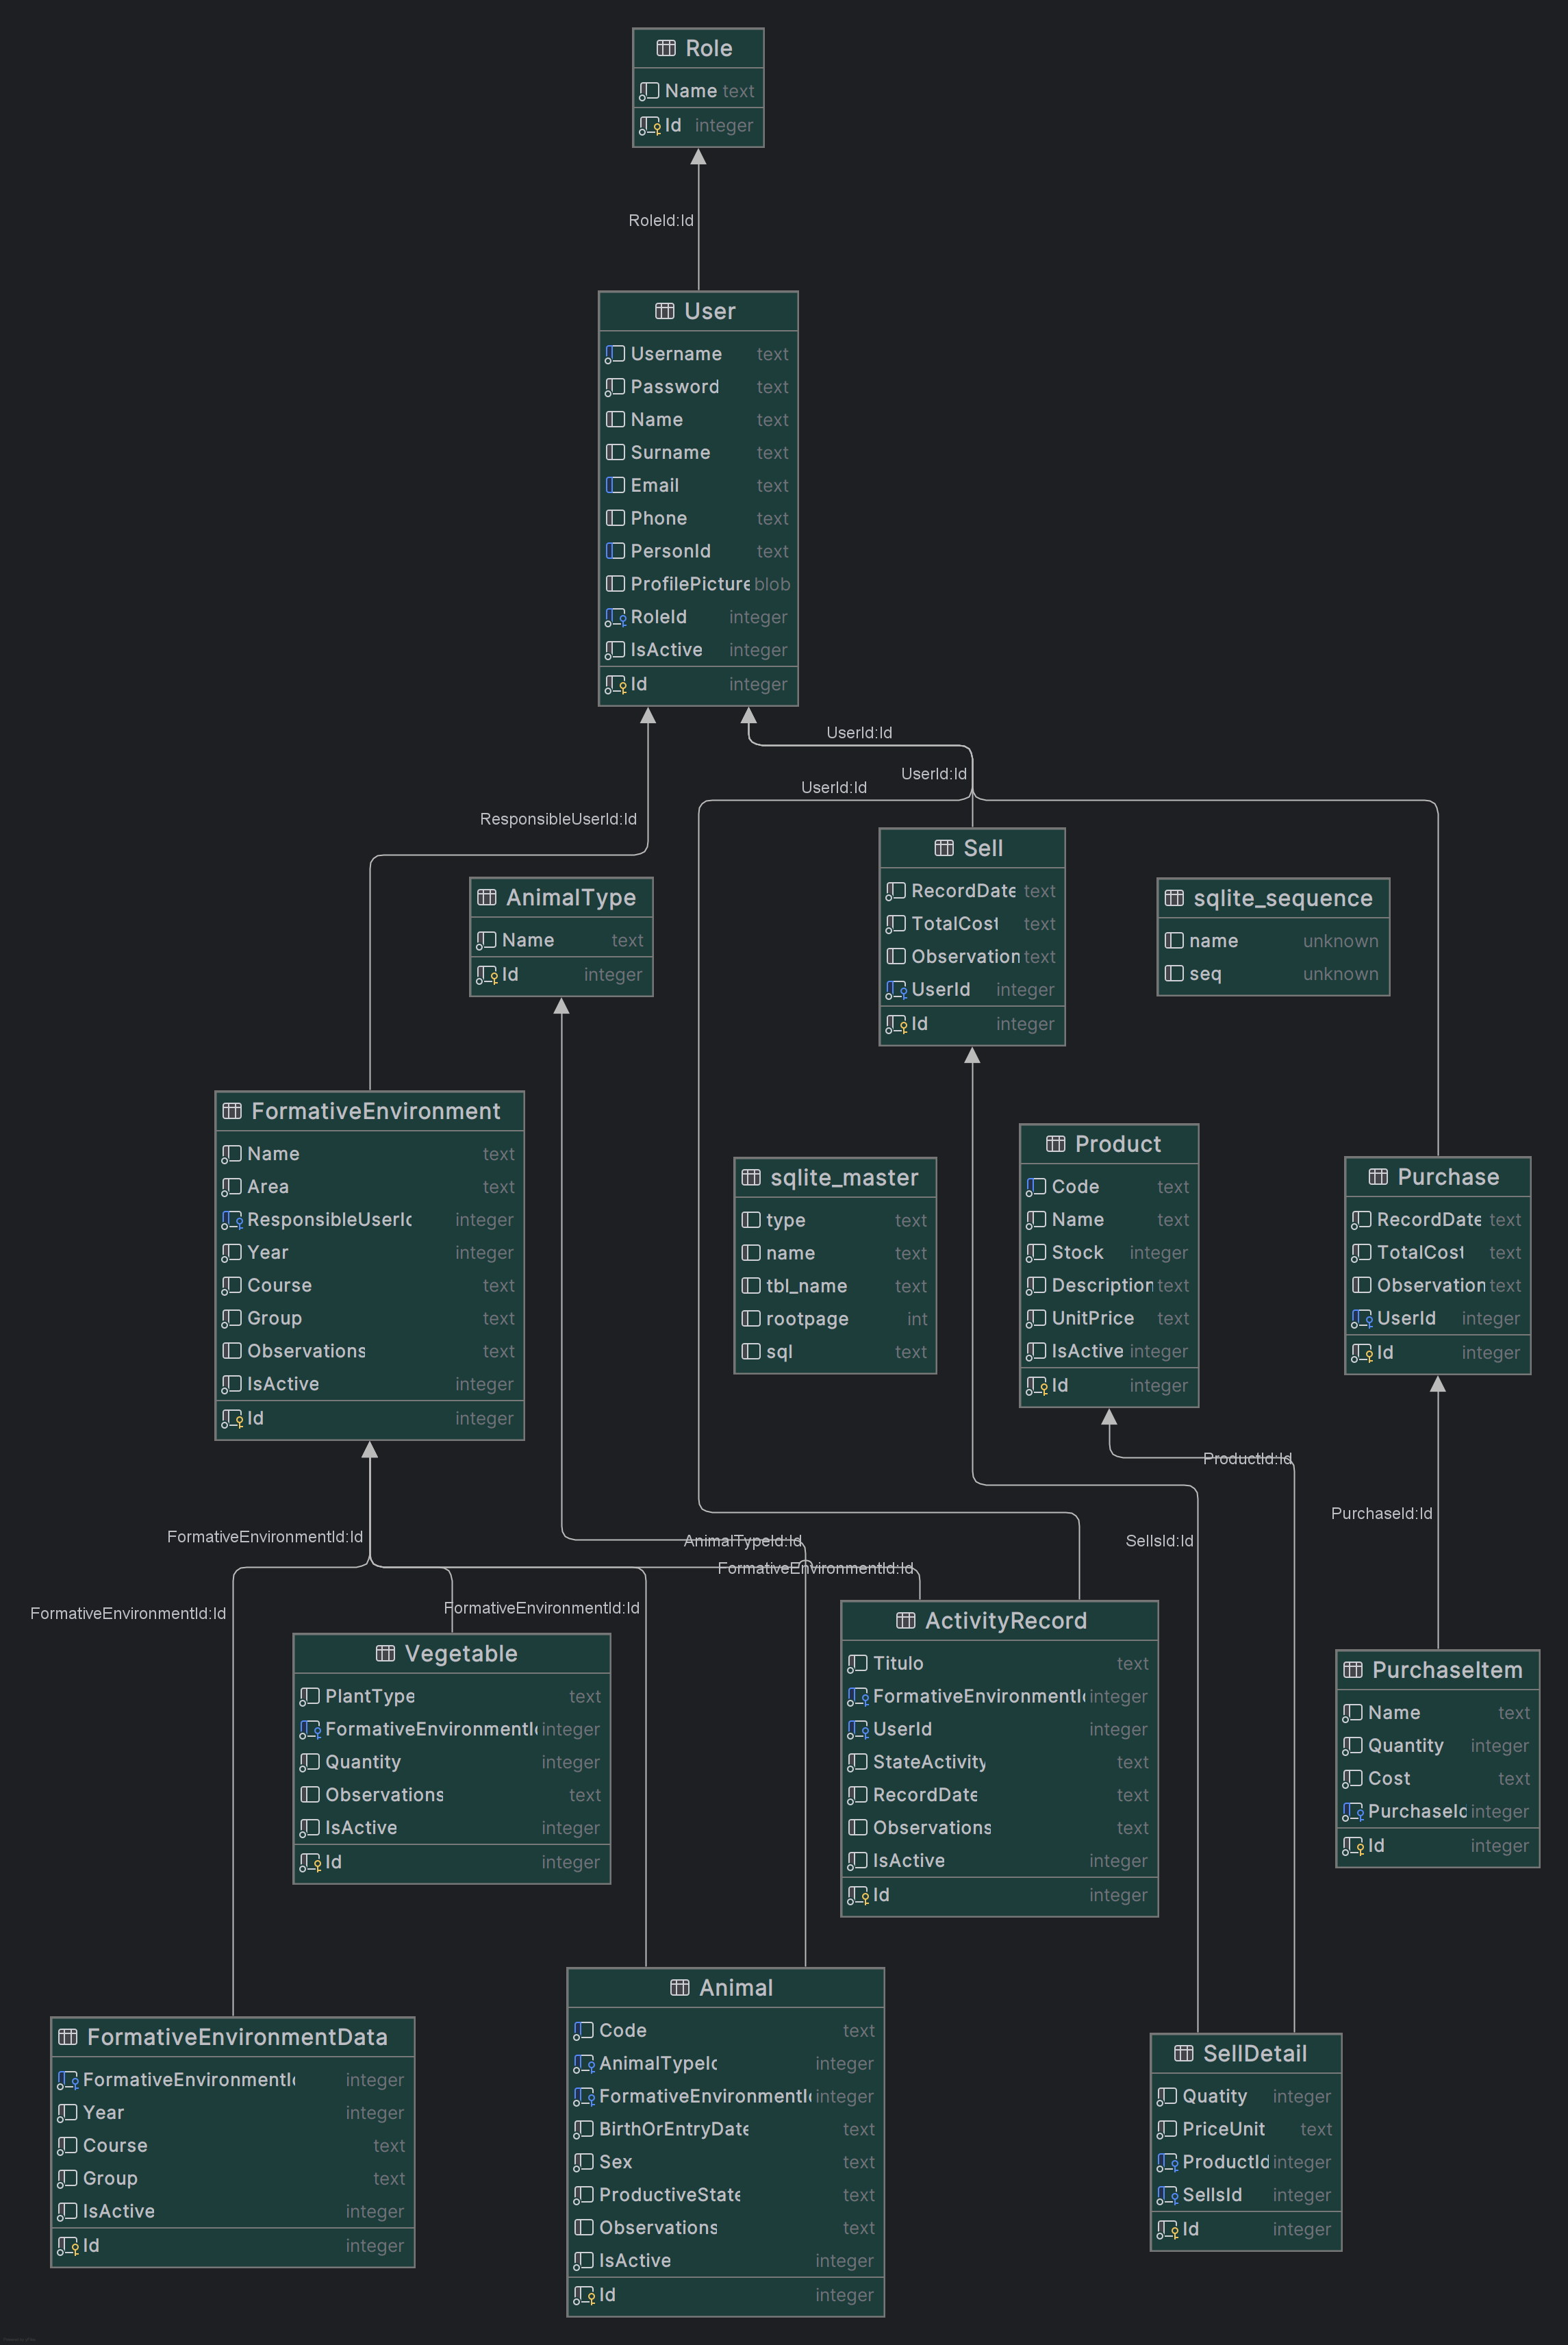 Role
Name text
Id integer
RoleId:Id
User
Username text
Password text
Name text
Surname text
Email text
Phone text
PersonId text
ProfilePicture blob
RoleId integer
IsActive integer
Id integer
UserId:Id
UserId:Id
UserId:Id
ResponsibleUserId:Id
AnimalType
Name text
Id integer
Sell
RecordDate text
TotalCost text
Observation text
UserId integer
Id integer
sqlite_sequence
name unknown
seq unknown
FormativeEnvironment
Name text
Area text
ResponsibleUserId integer
Year integer
Course text
Group text
Observations text
IsActive integer
Id integer
sqlite_master
type text
name text
tbl_name text
rootpage int
sql text
Product
Code text
Name text
Stock integer
Description text
UnitPrice text
IsActive integer
Id integer
Purchase
RecordDate text
TotalCost text
Observation text
UserId integer
Id integer
ProductId:Id
PurchaseId:Id
FormativeEnvironmentId:Id
AnimalTypeId:Id
SellsId:Id
FormativeEnvironmentId:Id
FormativeEnvironmentId:Id
FormativeEnvironmentId:Id
Vegetable
PlantType text
FormativeEnvironmentId integer
Quantity integer
Observations text
IsActive integer
Id integer
ActivityRecord
Titulo text
FormativeEnvironmentId integer
UserId integer
StateActivity text
RecordDate text
Observations text
IsActive integer
Id integer
PurchaseItem
Name text
Quantity integer
Cost text
PurchaseId integer
Id integer
FormativeEnvironmentData
FormativeEnvironmentId integer
Year integer
Course text
Group text
IsActive integer
Id integer
Animal
Code text
AnimalTypeId integer
FormativeEnvironmentId integer
BirthOrEntryDate text
Sex text
ProductiveState text
Observations text
IsActive integer
Id integer
SellDetail
Quatity integer
PriceUnit text
ProductId integer
SellsId integer
Id integer